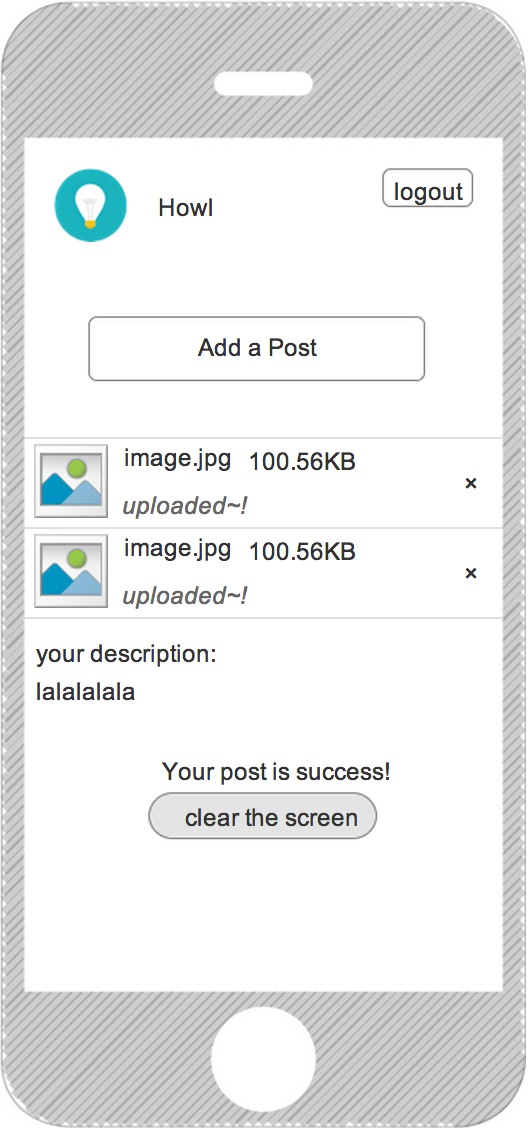 Howl
logout
Add a Post
image.jpg 100.56KB
×
uploaded~!
image.jpg 100.56KB
×
uploaded~!
your description:
lalalalala
Your post is success!
clear the screen